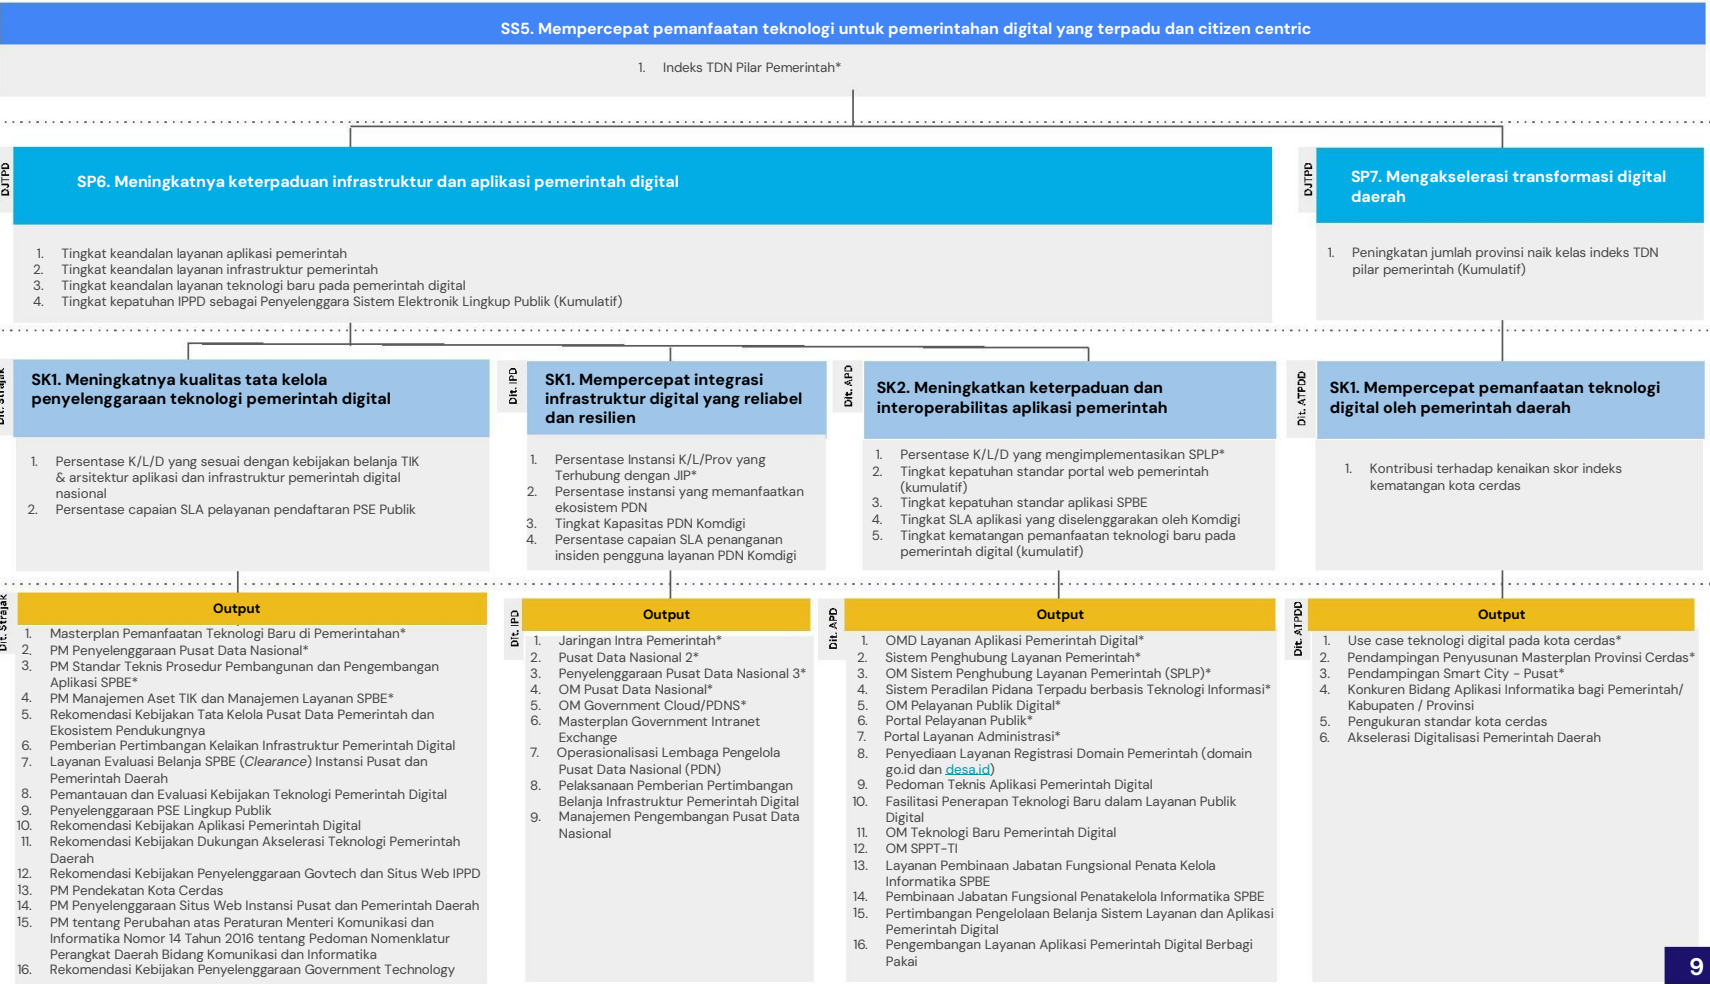 SS5. Mempercepat pemanfaatan teknologi untuk pemerintahan digital yang terpadu dan citizen centric
1. Indeks TDN Pilar Pemerintah*
DJTPD
SP6. Meningkatnya keterpaduan infrastruktur dan aplikasi pemerintah digital
1. Tingkat keandalan layanan aplikasi pemerintah
2. Tingkat keandalan layanan infrastruktur pemerintah
3. Tingkat keandalan layanan teknologi baru pada pemerintah digital
4. Tingkat kepatuhan IPPD sebagai Penyelenggara Sistem Elektronik Lingkup Publik (Kumulatif)
DJTPD
SP7. Mengakselerasi transformasi digital
daerah
1. Peningkatan jumlah provinsi naik kelas indeks TDN
pilar pemerintah (Kumulatif)
Dit. Strajak
SK1. Meningkatnya kualitas tata kelola
penyelenggaraan teknologi pemerintah digital
1. Persentase K/L/D yang sesuai dengan kebijakan belanja TIK
& arsitektur aplikasi dan infrastruktur pemerintah digital
nasional
2. Persentase capaian SLA pelayanan pendaftaran PSE Publik
Dit. IPD
SK1. Mempercepat integrasi
infrastruktur digital yang reliabel
dan resilien
1. Persentase Instansi K/L/Prov yang
Terhubung dengan JIP*
2. Persentase instansi yang memanfaatkan
ekosistem PDN
3. Tingkat Kapasitas PDN Komdigi
4. Persentase capaian SLA penanganan
insiden pengguna layanan PDN Komdigi
Dit. APD
SK2. Meningkatkan keterpaduan dan
interoperabilitas aplikasi pemerintah
1. Persentase K/L/D yang mengimplementasikan SPLP*
2. Tingkat kepatuhan standar portal web pemerintah
(kumulatif)
3. Tingkat kepatuhan standar aplikasi SPBE
4. Tingkat SLA aplikasi yang diselenggarakan oleh Komdigi
5. Tingkat kematangan pemanfaatan teknologi baru pada
pemerintah digital (kumulatif)
Dit. ATPDD
SK1. Mempercepat pemanfaatan teknologi
digital oleh pemerintah daerah
1. Kontribusi terhadap kenaikan skor indeks
kematangan kota cerdas
Dit. Strajak
Output
1. Masterplan Pemanfaatan Teknologi Baru di Pemerintahan*
2. PM Penyelenggaraan Pusat Data Nasional*
3. PM Standar Teknis Prosedur Pembangunan dan Pengembangan
Aplikasi SPBE*
4. PM Manajemen Aset TIK dan Manajemen Layanan SPBE*
5. Rekomendasi Kebijakan Tata Kelola Pusat Data Pemerintah dan
Ekosistem Pendukungnya
6. Pemberian Pertimbangan Kelaikan Infrastruktur Pemerintah Digital
7. Layanan Evaluasi Belanja SPBE (Clearance) Instansi Pusat dan
Pemerintah Daerah
8. Pemantauan dan Evaluasi Kebijakan Teknologi Pemerintah Digital
9. Penyelenggaraan PSE Lingkup Publik
10. Rekomendasi Kebijakan Aplikasi Pemerintah Digital
11. Rekomendasi Kebijakan Dukungan Akselerasi Teknologi Pemerintah
Daerah
12. Rekomendasi Kebijakan Penyelenggaraan Govtech dan Situs Web IPPD
13. PM Pendekatan Kota Cerdas
14. PM Penyelenggaraan Situs Web Instansi Pusat dan Pemerintah Daerah
15. PM tentang Perubahan atas Peraturan Menteri Komunikasi dan
Informatika Nomor 14 Tahun 2016 tentang Pedoman Nomenklatur
Perangkat Daerah Bidang Komunikasi dan Informatika
16. Rekomendasi Kebijakan Penyelenggaraan Government Technology
Dit. IPD
Output
1. Jaringan Intra Pemerintah*
2. Pusat Data Nasional 2*
3. Penyelenggaraan Pusat Data Nasional 3*
4. OM Pusat Data Nasional*
5. OM Government Cloud/PDNS*
6. Masterplan Government Intranet
Exchange
7. Operasionalisasi Lembaga Pengelola
Pusat Data Nasional (PDN)
8. Pelaksanaan Pemberian Pertimbangan
Belanja Infrastruktur Pemerintah Digital
9. Manajemen Pengembangan Pusat Data
Nasional
Dit. APD
Output
1. OMD Layanan Aplikasi Pemerintah Digital*
2. Sistem Penghubung Layanan Pemerintah*
3. OM Sistem Penghubung Layanan Pemerintah (SPLP)*
4. Sistem Peradilan Pidana Terpadu berbasis Teknologi Informasi*
5. OM Pelayanan Publik Digital*
6. Portal Pelayanan Publik*
7. Portal Layanan Administrasi*
8. Penyediaan Layanan Registrasi Domain Pemerintah (domain
go.id dan desa.id)
9. Pedoman Teknis Aplikasi Pemerintah Digital
10. Fasilitasi Penerapan Teknologi Baru dalam Layanan Publik
Digital
11. OM Teknologi Baru Pemerintah Digital
12. OM SPPT-TI
13. Layanan Pembinaan Jabatan Fungsional Penata Kelola
Informatika SPBE
14. Pembinaan Jabatan Fungsional Penatakelola Informatika SPBE
15. Pertimbangan Pengelolaan Belanja Sistem Layanan dan Aplikasi
Pemerintah Digital
16. Pengembangan Layanan Aplikasi Pemerintah Digital Berbagi
Pakai
Dit. ATPDD
Output
1. Use case teknologi digital pada kota cerdas*
2. Pendampingan Penyusunan Masterplan Provinsi Cerdas*
3. Pendampingan Smart City - Pusat*
4. Konkuren Bidang Aplikasi Informatika bagi Pemerintah/
Kabupaten / Provinsi
5. Pengukuran standar kota cerdas
6. Akselerasi Digitalisasi Pemerintah Daerah
9